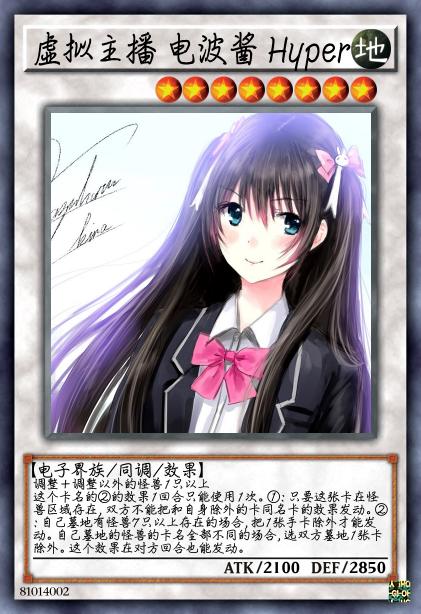 虚拟主播 电波酱 Hyper 地
【电子界族/同调/效果】
调整＋调整以外的怪兽1只以上
这个卡名的②的效果1回合只能使用1次。①：只要这张卡在怪
兽区域存在，双方不能把和自身除外的卡同名卡的效果发动。②
：自己墓地有怪兽7只以上存在的场合，把1张手卡除外才能发
动。自己墓地的怪兽的卡名全部不同的场合，选双方墓地1张卡
除外。这个效果在对方回合也能发动。
ATK/2100 DEF/2850
81014002